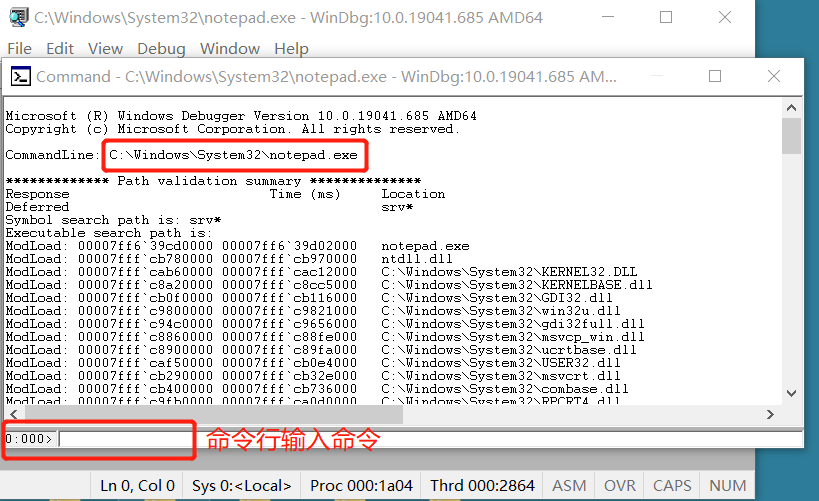 C:\Windows\System32\notepad.exe - WinDbg:10.0.19041.685 AMD64
File Edit View Debug Window Help
Command - C:\Windows\System32\notepad.exe - WinDbg:10.0.19041.685 AM...
Microsoft (R) Windows Debugger Version 10.0.19041.685 AMD64
Copyright (c) Microsoft Corporation. All rights reserved.
CommandLine: C:\Windows\System32\notepad.exe
************* Path validation summary **************
Response Time (ms) Location
Deferred srv*
Symbol search path is: srv*
Executable search path is:
ModLoad: 00007ff6`39cd0000 00007ff6`39d02000 notepad.exe
ModLoad: 00007fff`cb780000 00007fff`cb970000 ntdll.dll
ModLoad: 00007fff`cab60000 00007fff`cac12000 C:\Windows\System32\KERNEL32.DLL
ModLoad: 00007fff`c8a20000 00007fff`c8cc5000 C:\Windows\System32\KERNELBASE.dll
ModLoad: 00007fff`cb0f0000 00007fff`cb116000 C:\Windows\System32\GDI32.dll
ModLoad: 00007fff`c9800000 00007fff`c9821000 C:\Windows\System32\win32u.dll
ModLoad: 00007fff`c94c0000 00007fff`c9656000 C:\Windows\System32\gdi32full.dll
ModLoad: 00007fff`c8860000 00007fff`c88fe000 C:\Windows\System32\msvcp_win.dll
ModLoad: 00007fff`c8900000 00007fff`c89fa000 C:\Windows\System32\ucrtbase.dll
ModLoad: 00007fff`caf50000 00007fff`cb0e4000 C:\Windows\System32\USER32.dll
ModLoad: 00007fff`cb290000 00007fff`cb32e000 C:\Windows\System32\msvcrt.dll
ModLoad: 00007fff`cb400000 00007fff`cb736000 C:\Windows\System32\combase.dll
ModLoad: 00007fff`c9fb0000 00007fff`ca0d0000 C:\Windows\System32\RPCRT4.dll
0:000> 命令行输入命令
Ln 0, Col 0 Sys 0:<Local> Proc 000:1a04 Thrd 000:2864 ASM OVR CAPS NUM